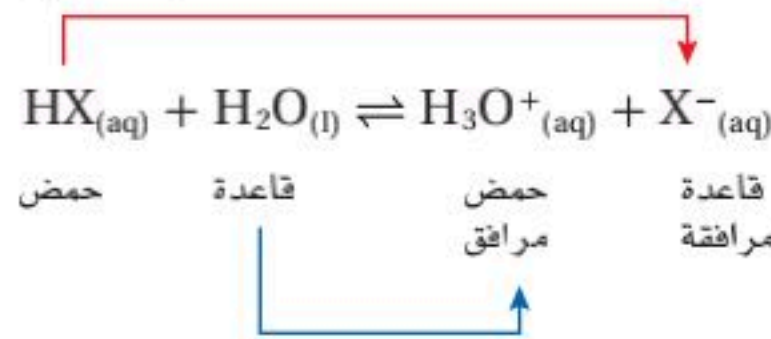 HX(aq) + H₂O(l) ⇌ H₃O⁺(aq) + X⁻(aq)
حمض قاعدة حمض قاعدة
مرافق مرافقة